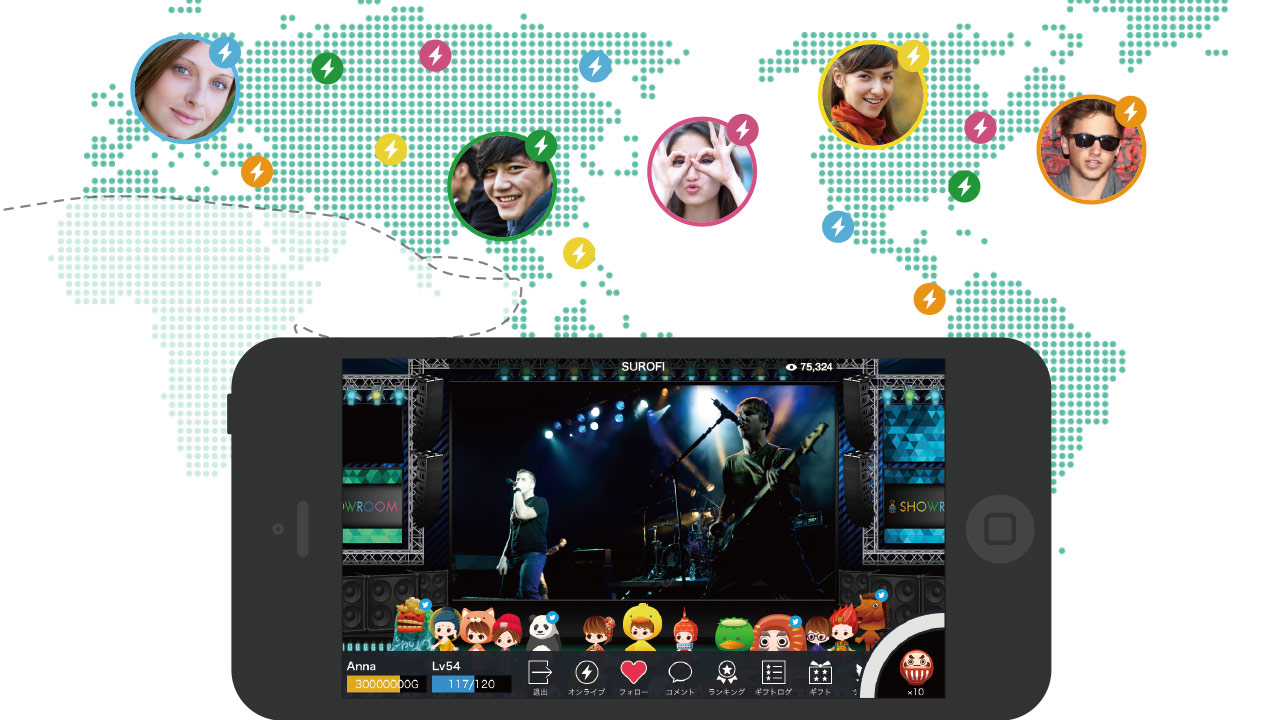 SUROFI
75,324
OWROOM
SHOWR
Anna
Lv54
30000000G
117/120
退出
オンライブ
フォロー
コメント
ランキング
ギフトログ
ギフト
×10